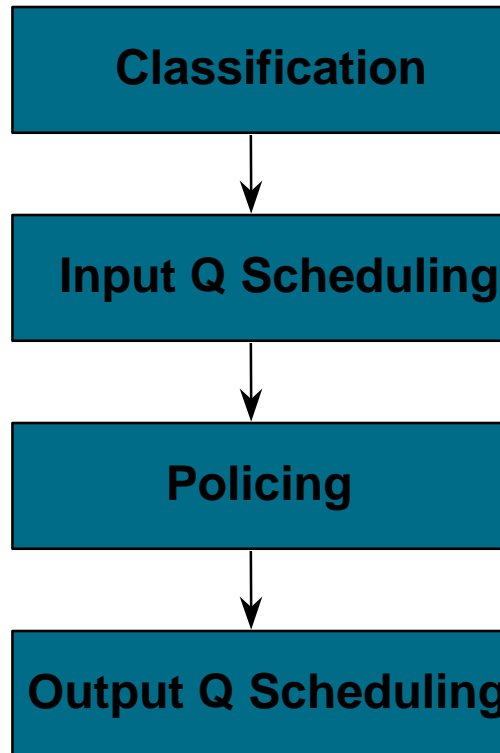 Classification
Input Q Scheduling
Policing
Output Q Scheduling